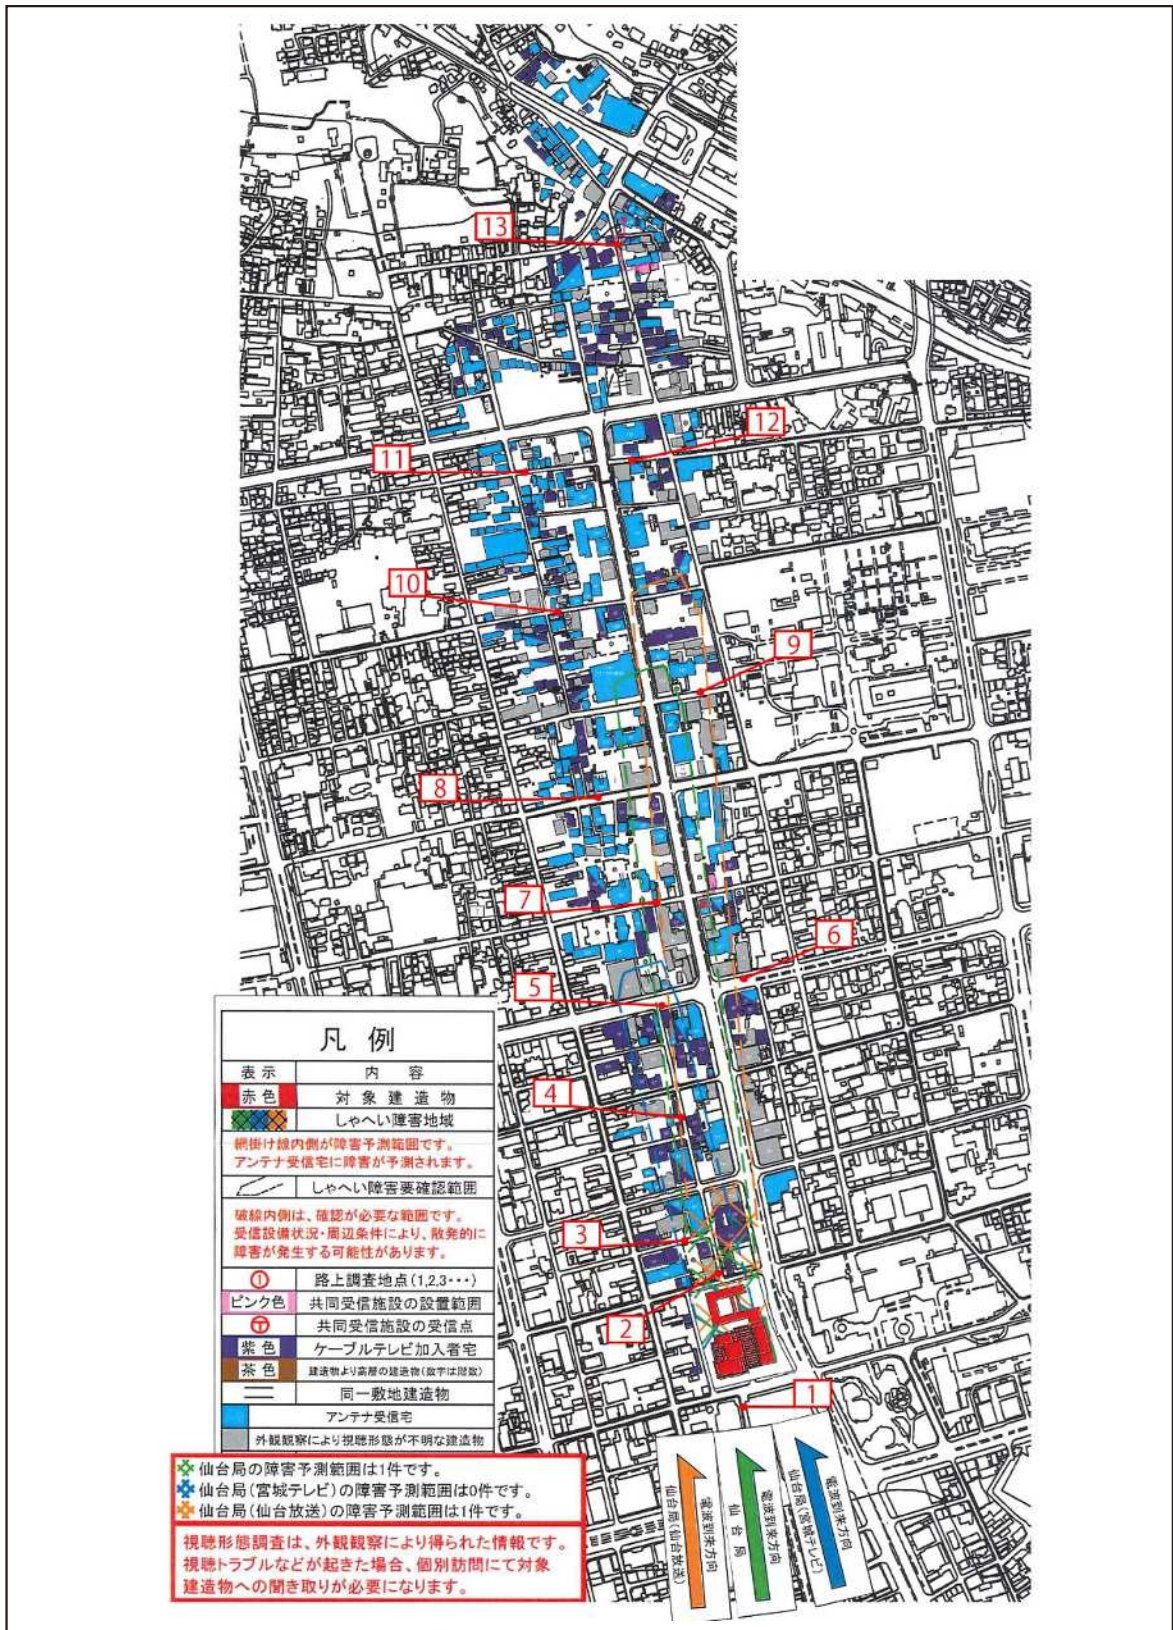 13
12
11
10
9
8
7
6
5
4
3
2
1
凡例
表示 内容
赤色 対象建造物
しゃへい障害地域
網掛け線内側が障害予測範囲です。
アンテナ受信宅に障害が予測されます。
しゃへい障害要確認範囲
破線内側は、確認が必要な範囲です。
受信設備状況・周辺条件により、散発的に
障害が発生する可能性があります。
① 路上調査地点(1,2,3・・・)
ピンク色 共同受信施設の設置範囲
共同受信施設の受信点
紫色 ケーブルテレビ加入者宅
茶色 建造物より高層の建造物(数字は階数)
同一敷地建造物
アンテナ受信宅
外観観察により視聴形態が不明な建造物
仙台局の障害予測範囲は1件です。
仙台局(宮城テレビ)の障害予測範囲は0件です。
仙台局(仙台放送)の障害予測範囲は1件です。
視聴形態調査は、外観観察により得られた情報です。
視聴トラブルなどが起きた場合、個別訪問にて対象
建造物への聞き取りが必要になります。
電波到来方向
仙台局(仙台放送)
電波到来方向
仙台局
電波到来方向
仙台局(宮城テレビ)